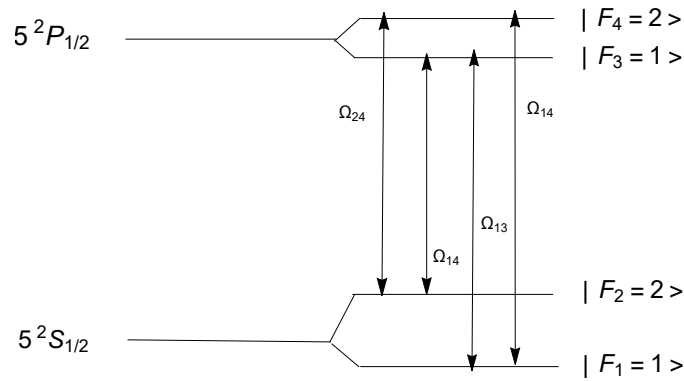 5 ²P₁/₂
| F₄ = 2 >
| F₃ = 1 >
Ω₂₄
Ω₁₄
Ω₁₃
Ω₁₄
| F₂ = 2 >
5 ²S₁/₂
| F₁ = 1 >